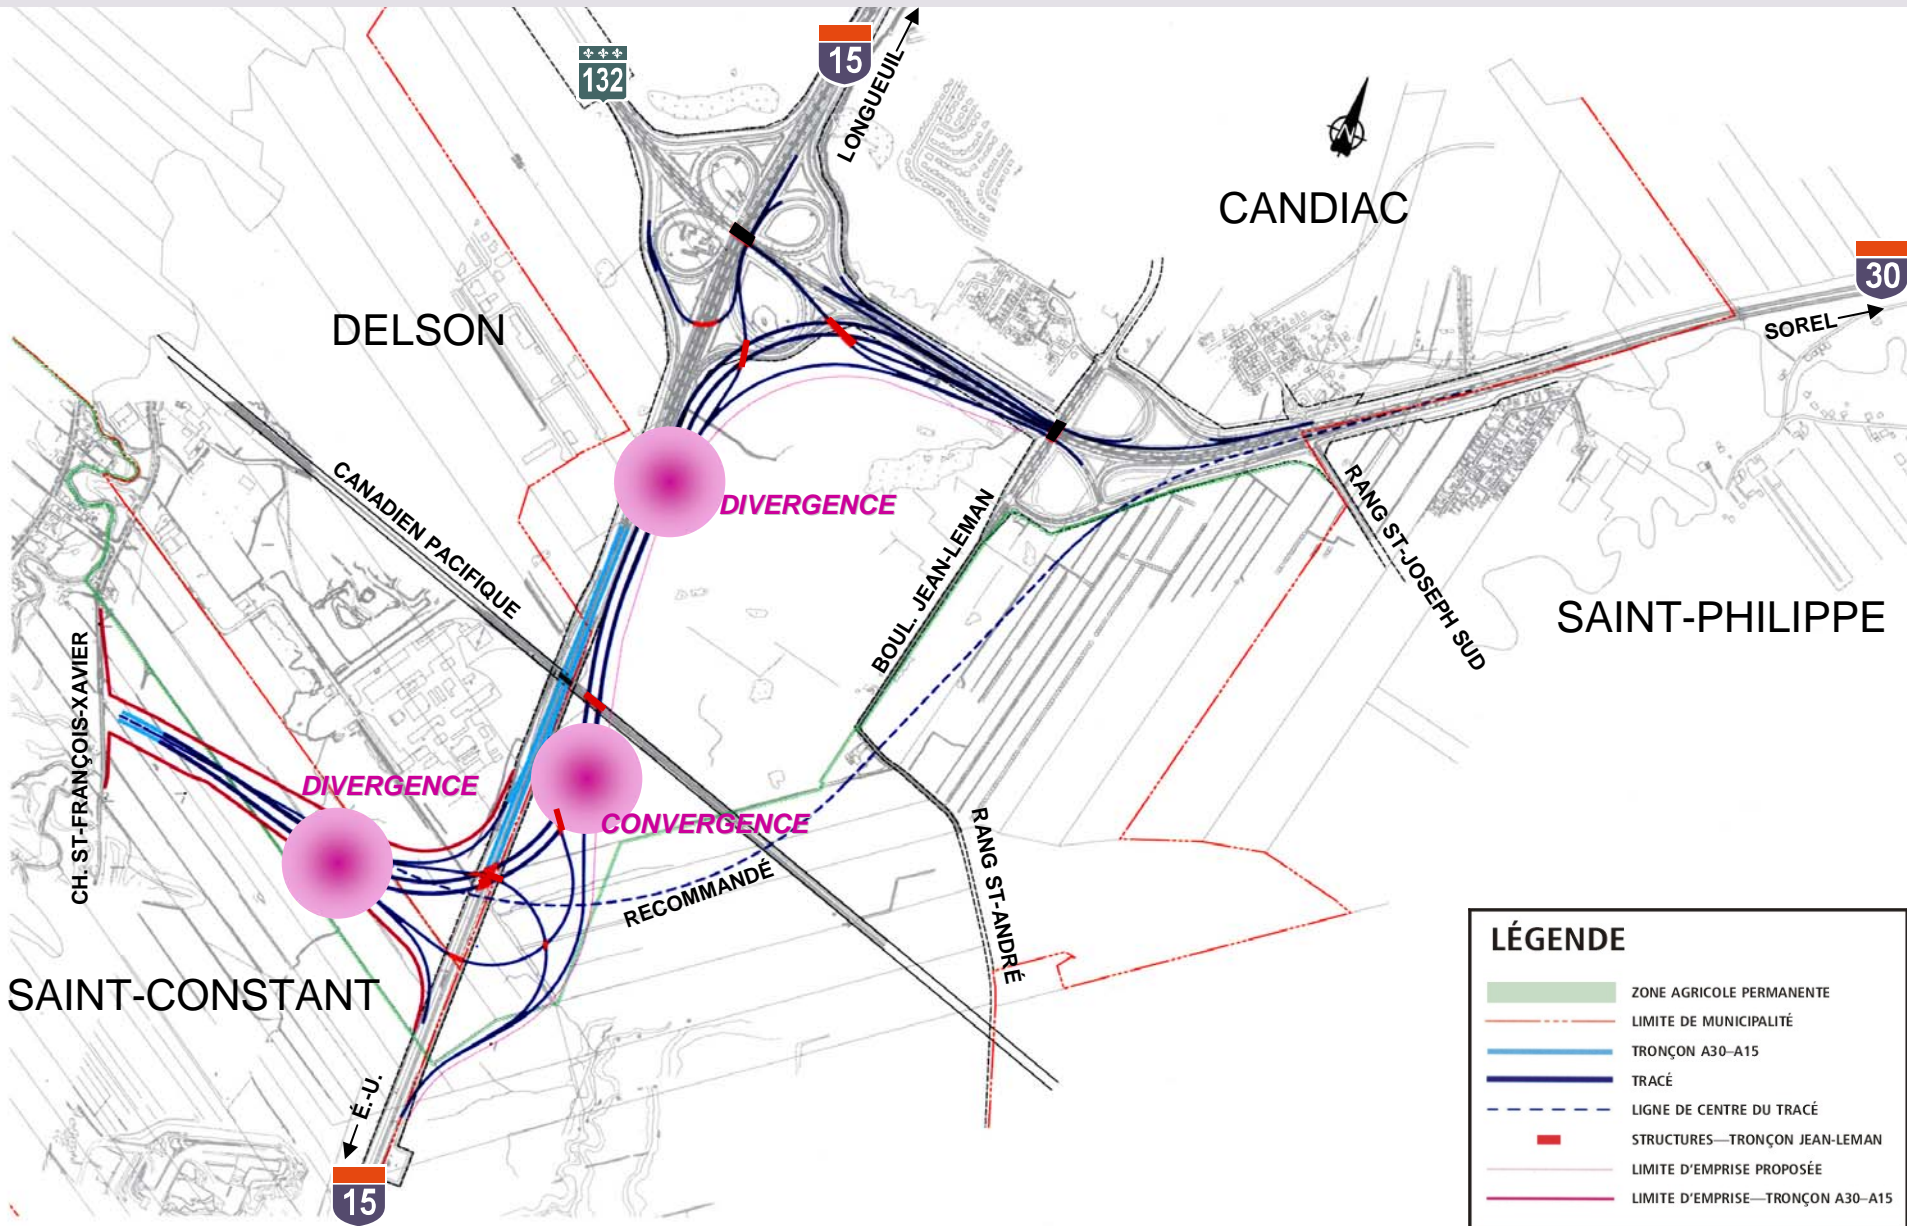 132
15
LONGUEUIL
N
CANDIAC
30
SOREL
DELSON
CANADIEN PACIFIQUE
DIVERGENCE
BOUL. JEAN-LEMAN
RANG ST-JOSEPH SUD
SAINT-PHILIPPE
CH. ST-FRANÇOIS-XAVIER
DIVERGENCE
CONVERGENCE
RECOMMANDÉ
RANG ST-ANDRÉ
SAINT-CONSTANT
É.-U.
15
LÉGENDE
ZONE AGRICOLE PERMANENTE
LIMITE DE MUNICIPALITÉ
TRONÇON A30–A15
TRACÉ
LIGNE DE CENTRE DU TRACÉ
STRUCTURES—TRONÇON JEAN-LEMAN
LIMITE D'EMPRISE PROPOSÉE
LIMITE D'EMPRISE—TRONÇON A30–A15